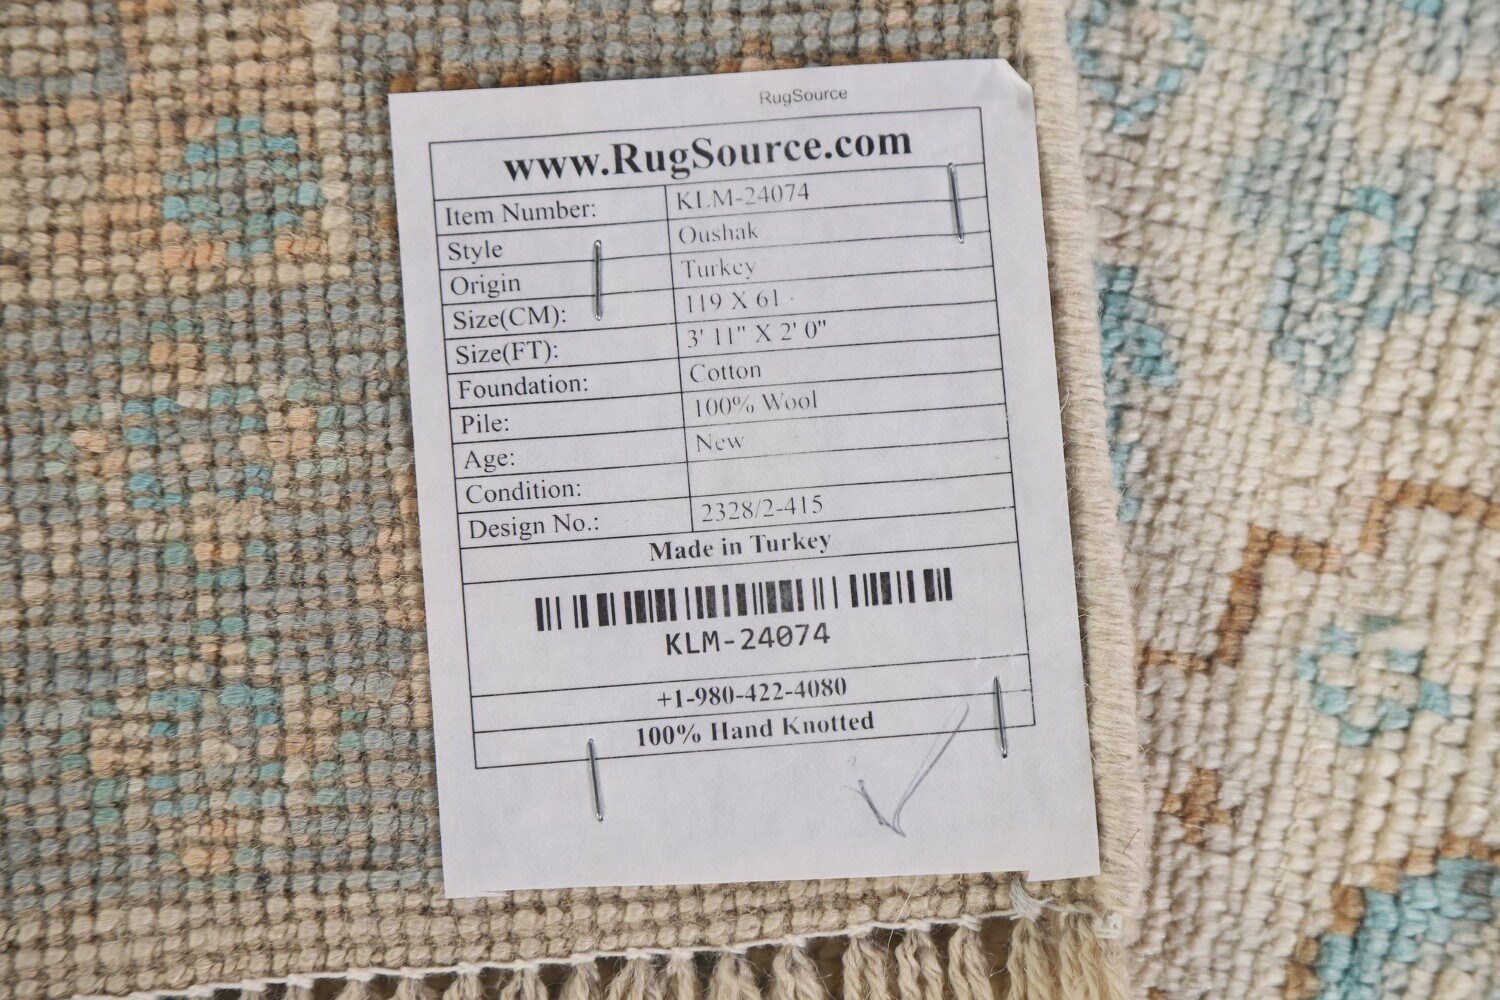 RugSource
www.RugSource.com
Item Number: KLM-24074
Style Oushak
Origin Turkey
Size(CM): 119 X 61
Size(FT): 3' 11" X 2' 0"
Foundation: Cotton
Pile: 100% Wool
Age: New
Condition:
Design No.: 2328/2-415
Made in Turkey
KLM-24074
+1-980-422-4080
100% Hand Knotted